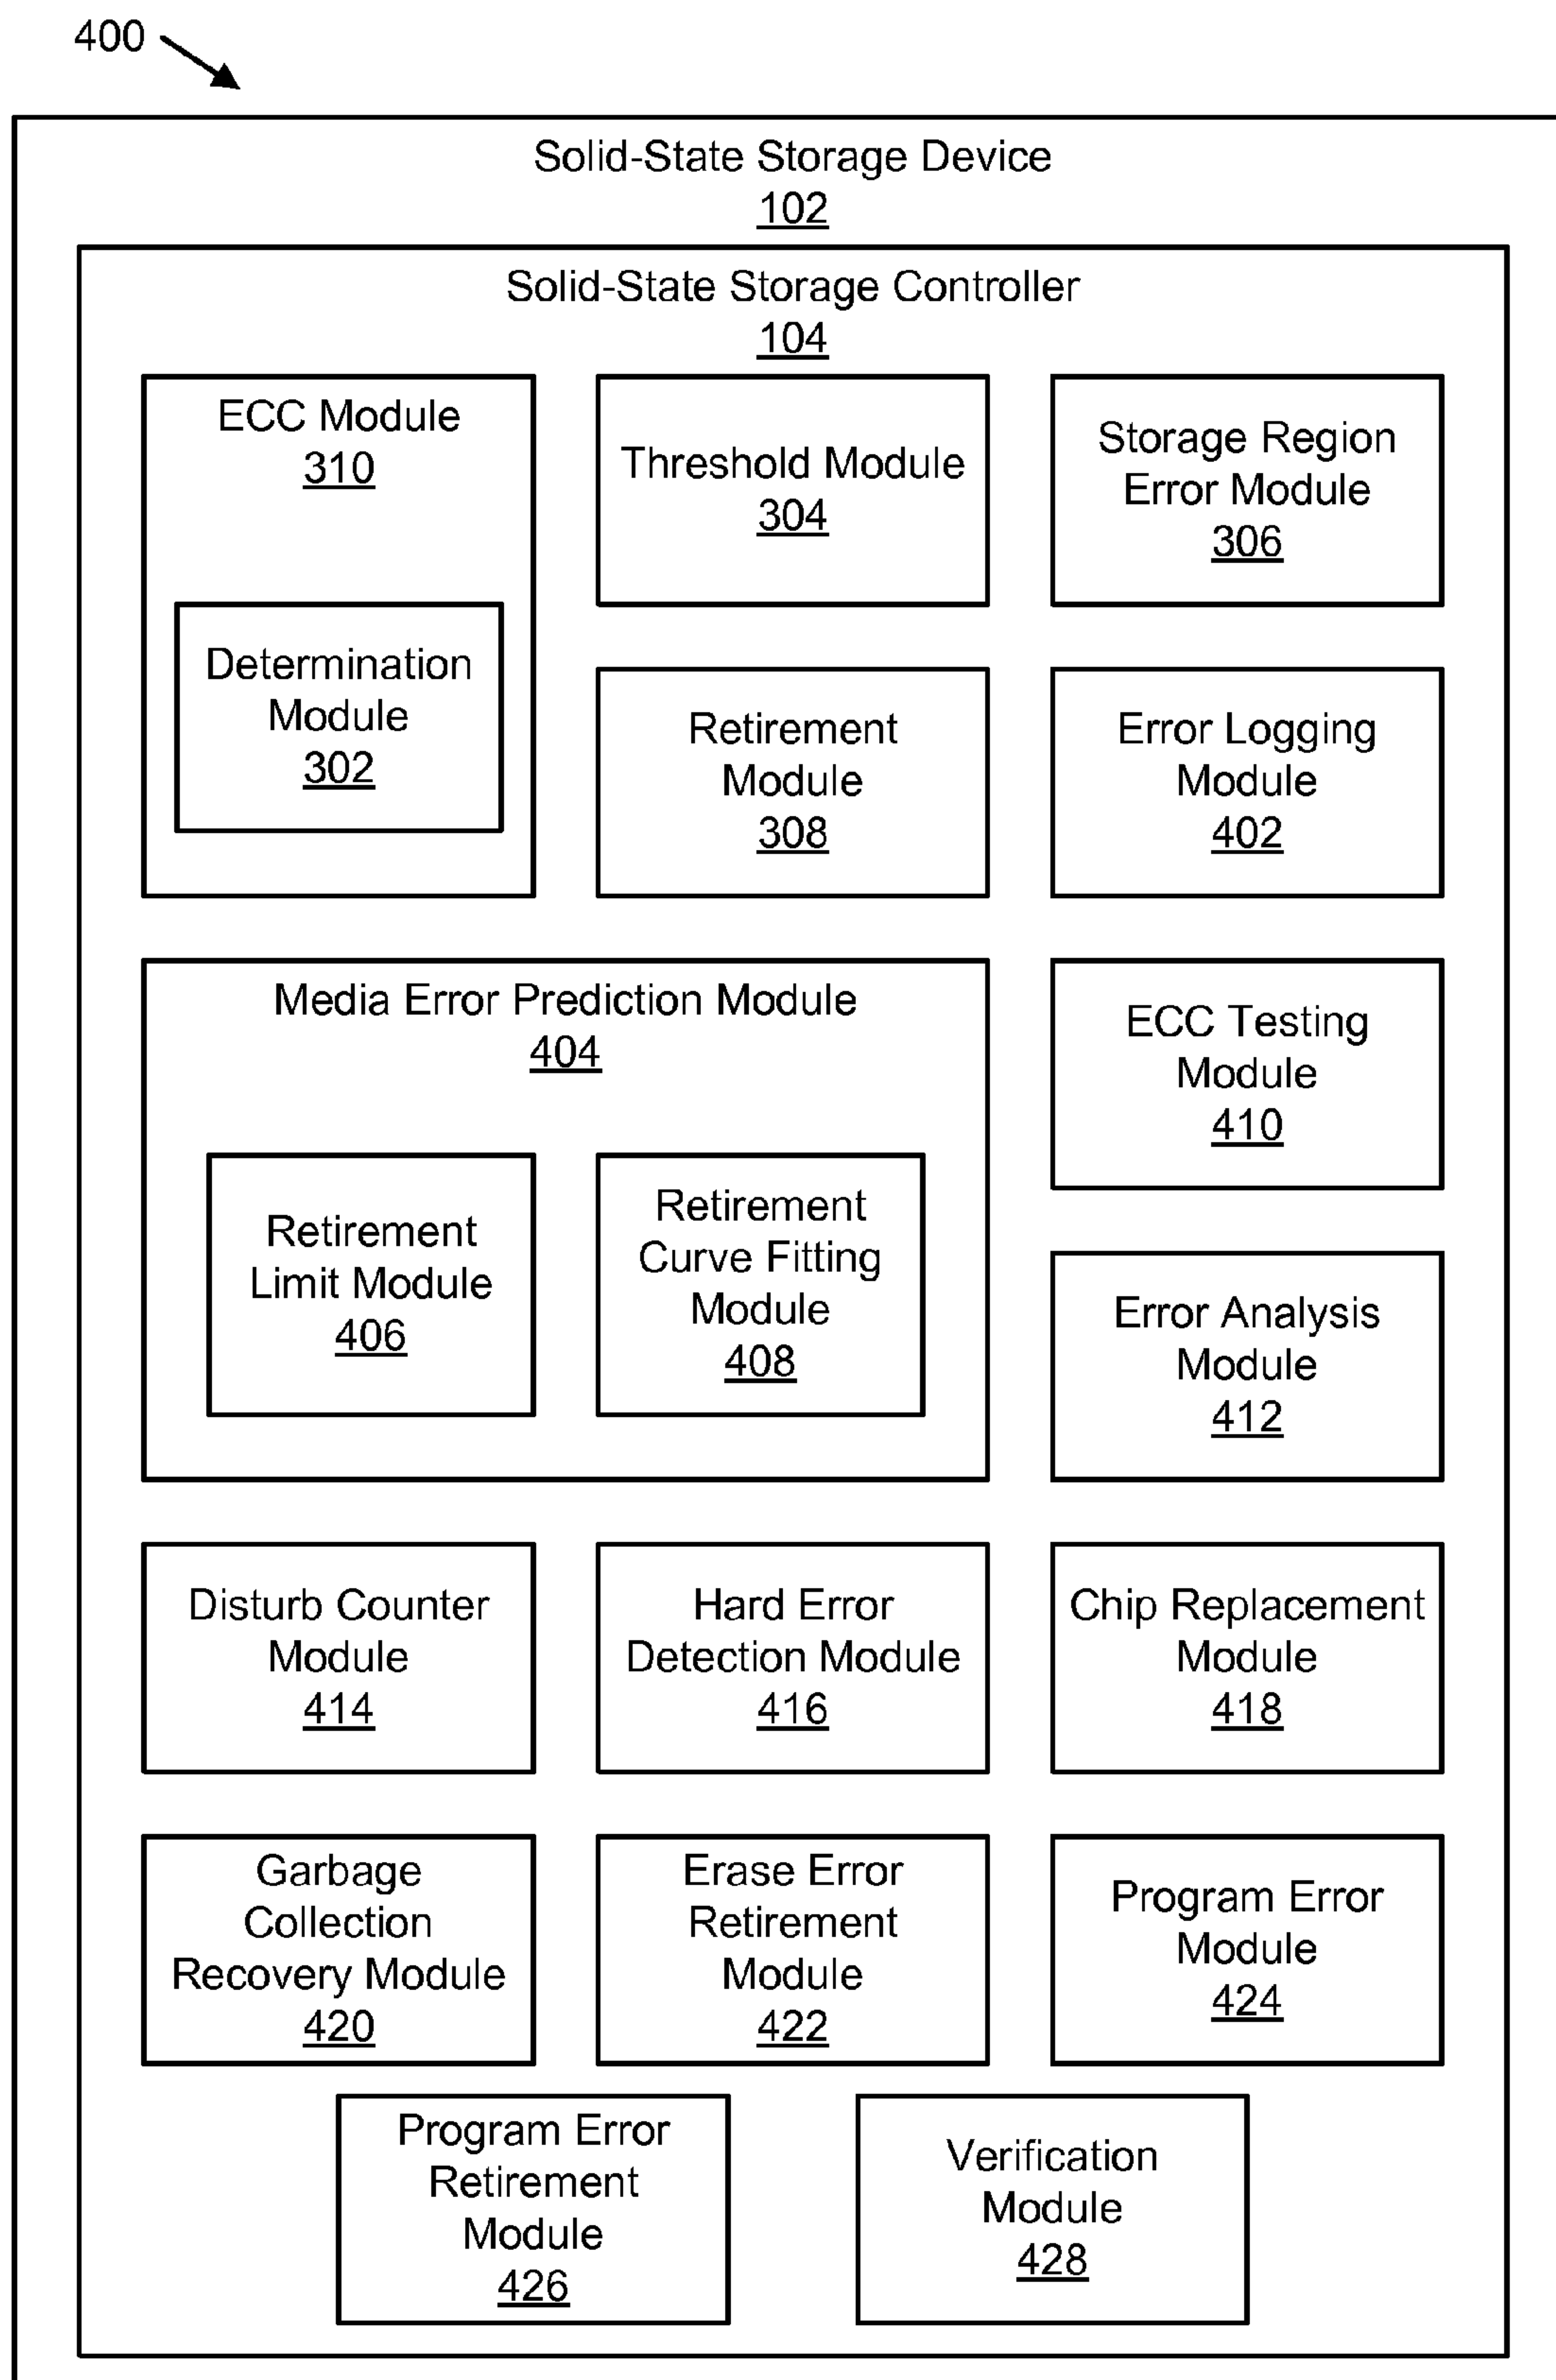 400
Solid-State Storage Device
102
Solid-State Storage Controller
104
ECC Module
310
Determination
Module
302
Threshold Module
304
Storage Region
Error Module
306
Retirement
Module
308
Error Logging
Module
402
Media Error Prediction Module
404
Retirement
Limit Module
406
Retirement
Curve Fitting
Module
408
ECC Testing
Module
410
Error Analysis
Module
412
Disturb Counter
Module
414
Hard Error
Detection Module
416
Chip Replacement
Module
418
Garbage
Collection
Recovery Module
420
Erase Error
Retirement
Module
422
Program Error
Module
424
Program Error
Retirement
Module
426
Verification
Module
428